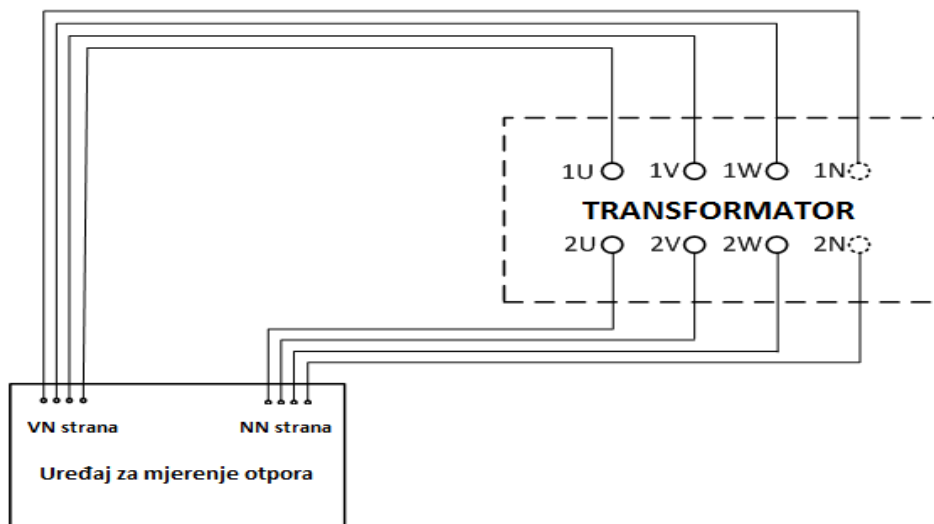 1U 1V 1W 1N
TRANSFORMATOR
2U 2V 2W 2N
VN strana NN strana
Uređaj za mjerenje otpora